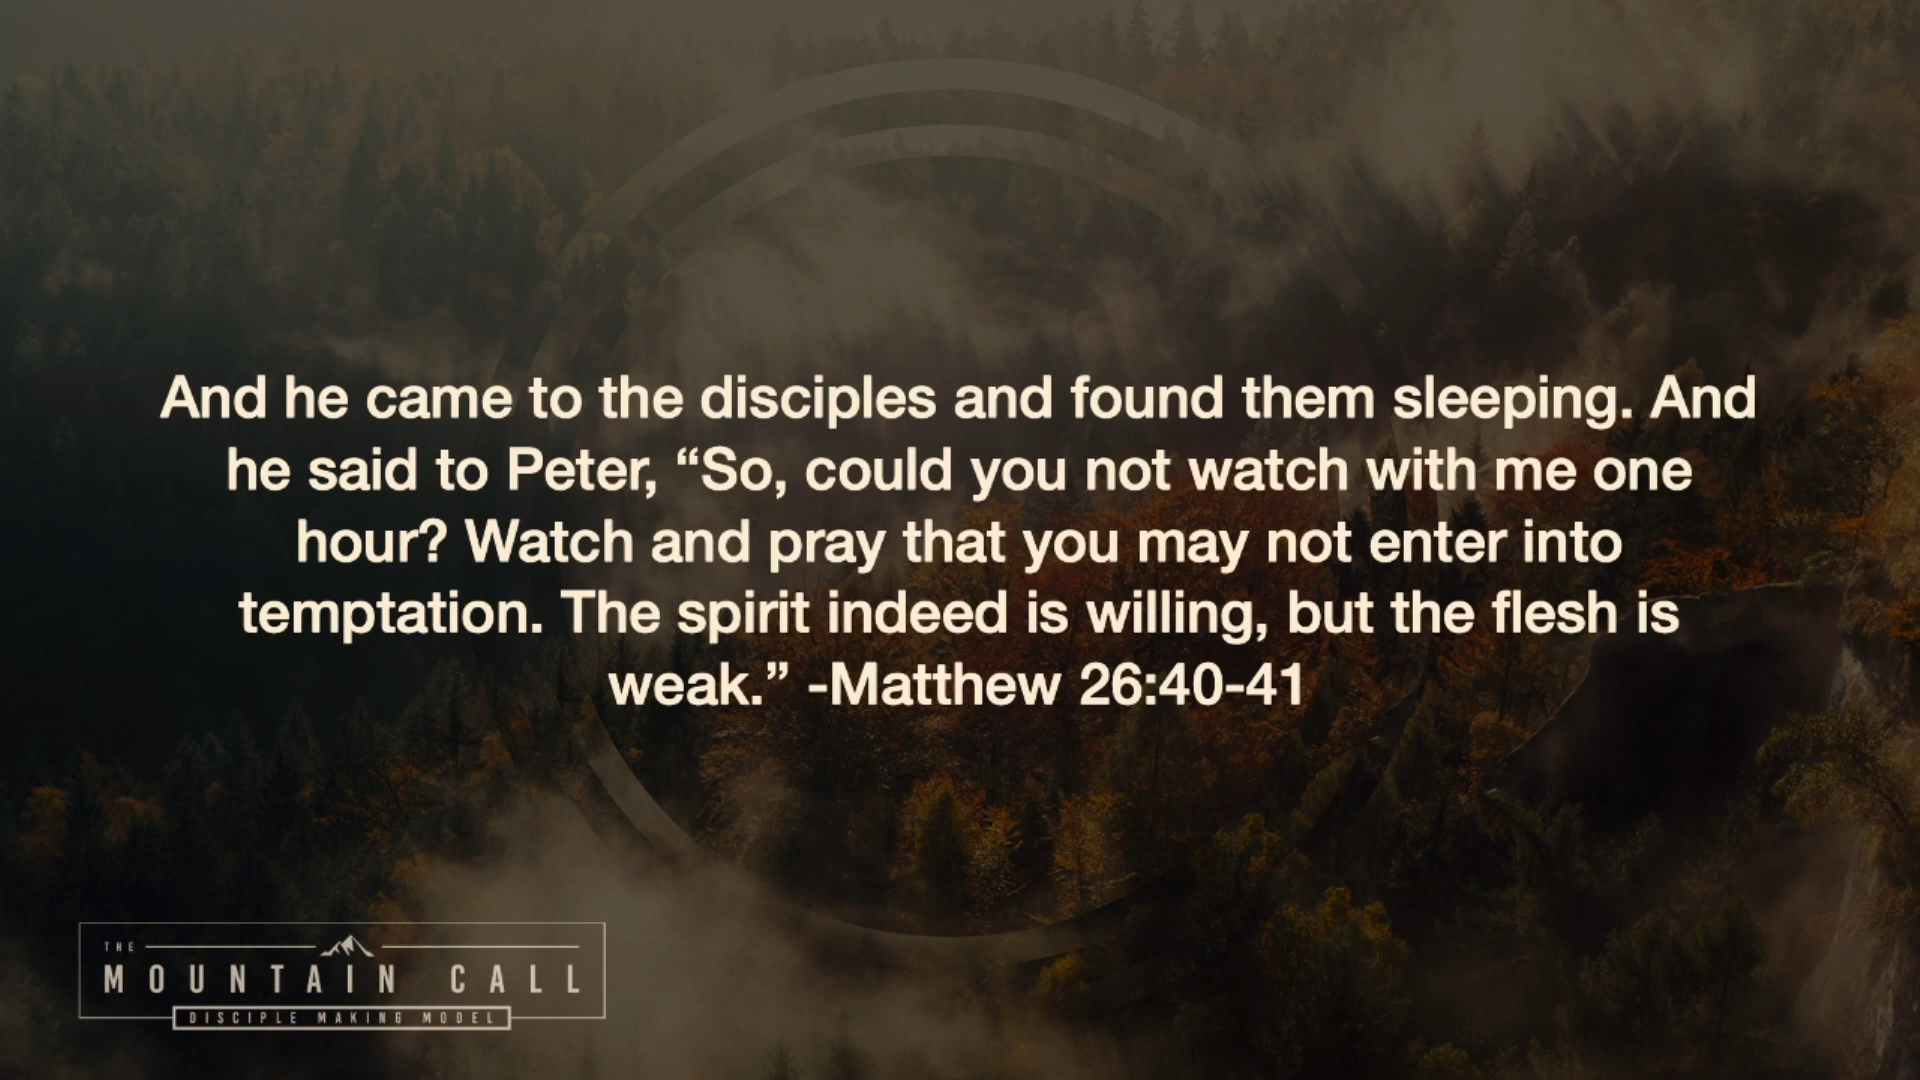 And he came to the disciples and found them sleeping. And
he said to Peter, “So, could you not watch with me one
hour? Watch and pray that you may not enter into
temptation. The spirit indeed is willing, but the flesh is
weak.” -Matthew 26:40-41
THE
MOUNTAIN CALL
DISCIPLE MAKING MODEL